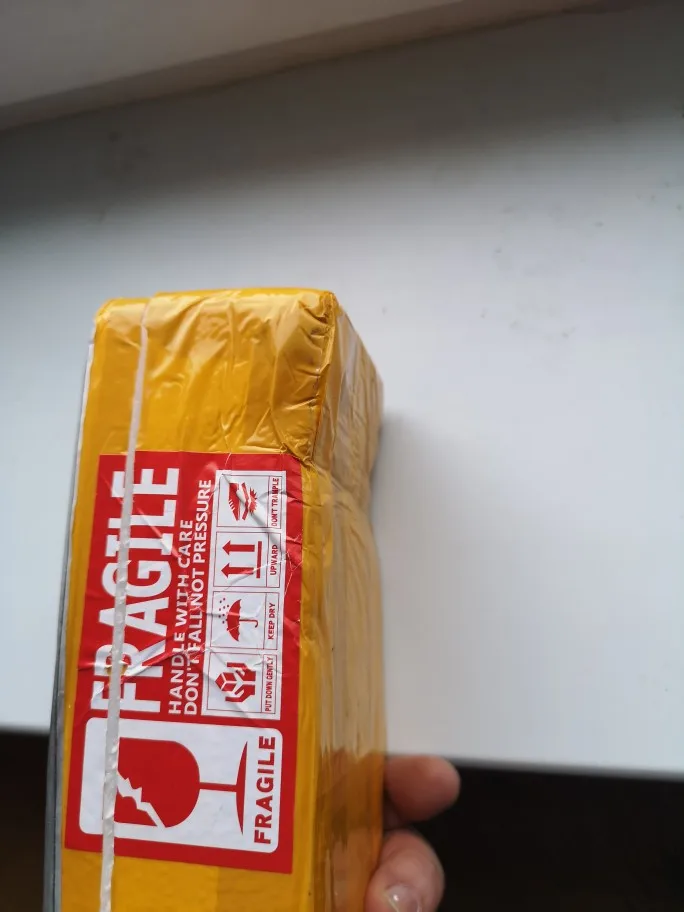 FRAGILE
HANDLE WITH CARE
DON'T FALL NOT PRESSURE
PUT DOWN GENTLY
KEEP DRY
UPWARD
DON'T TRAMPLE
FRAGILE